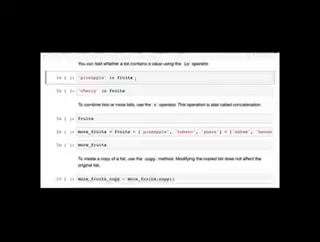 You can test whether a list contains a value using the in operator.
In [ ]: 'pineapple' in fruits
In [ ]: 'cherry' in fruits
To combine two or more lists, use the + operator. This operation is also called concatenation.
In [ ]: fruits
In [ ]: more_fruits = fruits + ['pineapple', 'tomato', 'guava'] + ['dates', 'banana
In [ ]: more_fruits
To create a copy of a list, use the copy method. Modifying the copied list does not affect the
original list.
In [ ]: more_fruits_copy = more_fruits.copy()